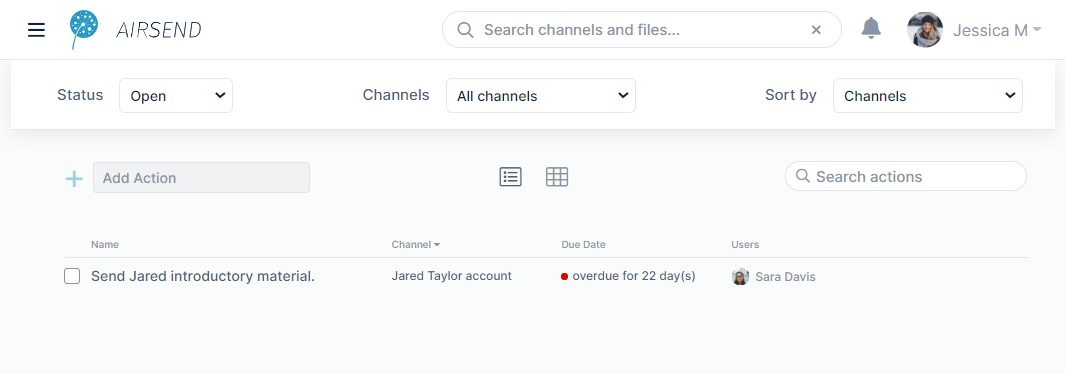 AIRSEND
Search channels and files...
Jessica M
Status Open Channels All channels Sort by Channels
Add Action
Search actions
Name Channel Due Date Users
Send Jared introductory material. Jared Taylor account overdue for 22 day(s) Sara Davis